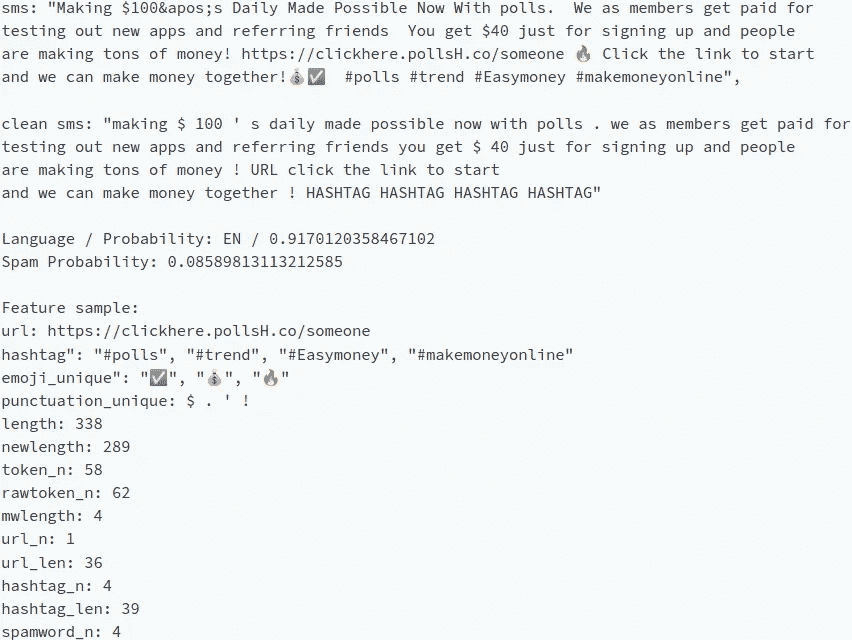 sms: "Making $100&apos;s Daily Made Possible Now With polls.  We as members get paid for
testing out new apps and referring friends  You get $40 just for signing up and people
are making tons of money! https://clickhere.pollsH.co/someone 🔥 Click the link to start
and we can make money together!💰☑  #polls #trend #Easymoney #makemoneyonline",
clean sms: "making $ 100 ' s daily made possible now with polls . we as members get paid for
testing out new apps and referring friends you get $ 40 just for signing up and people
are making tons of money ! URL click the link to start
and we can make money together ! HASHTAG HASHTAG HASHTAG HASHTAG"
Language / Probability: EN / 0.9170120358467102
Spam Probability: 0.08589813113212585
Feature sample:
url: https://clickhere.pollsH.co/someone
hashtag": "#polls", "#trend", "#Easymoney", "#makemoneyonline"
emoji_unique": "☑", "💰", "🔥"
punctuation_unique: $ . ' !
length: 338
newlength: 289
token_n: 58
rawtoken_n: 62
mwlength: 4
url_n: 1
url_len: 36
hashtag_n: 4
hashtag_len: 39
spamword_n: 4